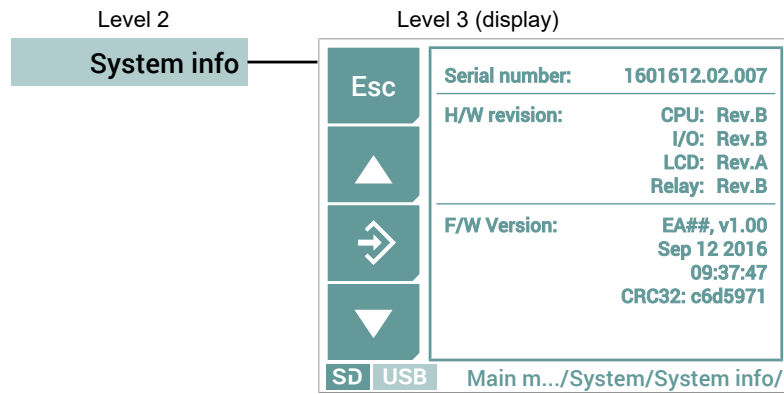 Level 2
Level 3 (display)
System info
Esc
Serial number: 1601612.02.007
H/W revision: CPU: Rev.B
I/O: Rev.B
LCD: Rev.A
Relay: Rev.B
F/W Version: EA##, v1.00
Sep 12 2016
09:37:47
CRC32: c6d5971
SD USB Main m.../System/System info/